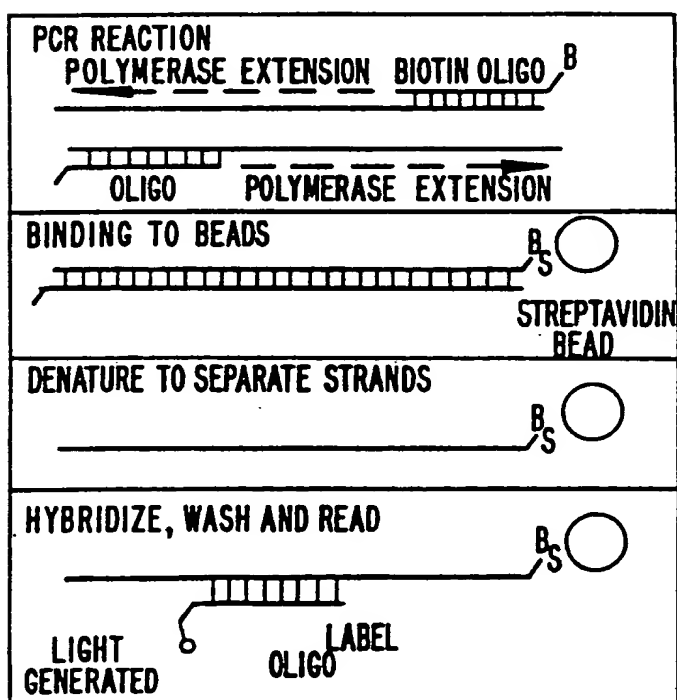 PCR REACTION
POLYMERASE EXTENSION BIOTIN OLIGO B
OLIGO POLYMERASE EXTENSION
BINDING TO BEADS
B
S
STREPTAVIDIN
BEAD
DENATURE TO SEPARATE STRANDS
B
S
HYBRIDIZE, WASH AND READ
B
S
LIGHT
GENERATED
OLIGO
LABEL